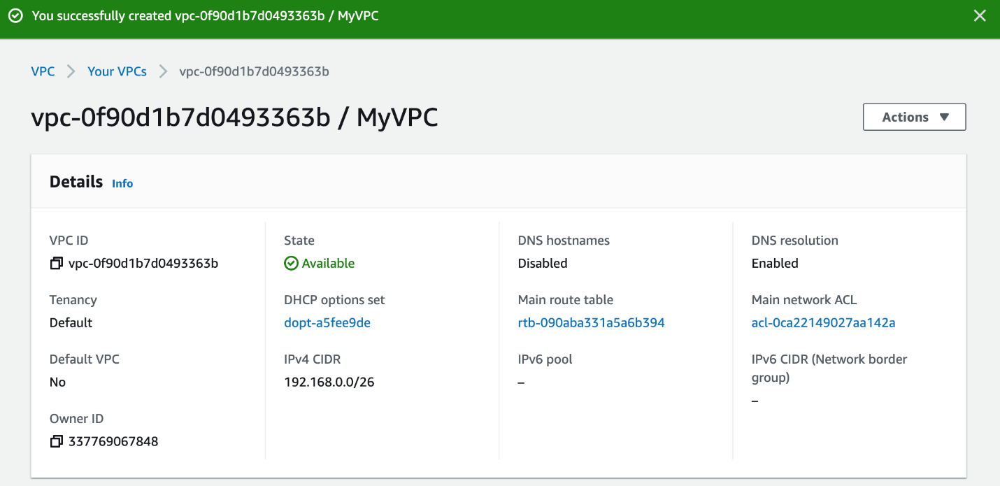 You successfully created vpc-0f90d1b7d0493363b / MyVPC
VPC
Your VPCs
vpc-0f90d1b7d0493363b
vpc-0f90d1b7d0493363b / MyVPC
Actions
Details Info
VPC ID
vpc-0f90d1b7d0493363b
State
Available
DNS hostnames
Disabled
DNS resolution
Enabled
Tenancy
Default
DHCP options set
dopt-a5fee9de
Main route table
rtb-090aba331a5a6b394
Main network ACL
acl-0ca22149027aa142a
Default VPC
No
IPv4 CIDR
192.168.0.0/26
IPv6 pool
–
IPv6 CIDR (Network border
group)
–
Owner ID
337769067848